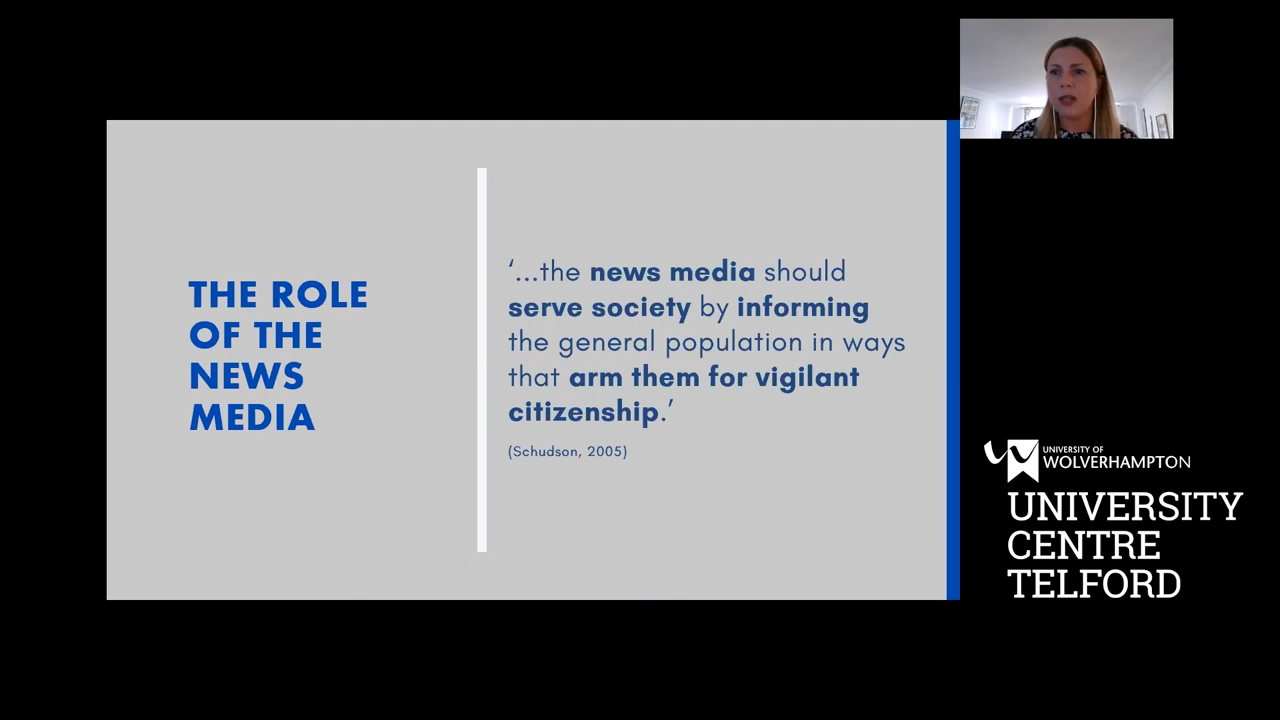 THE ROLE
OF THE
NEWS
MEDIA
‘...the news media should
serve society by informing
the general population in ways
that arm them for vigilant
citizenship.’
(Schudson, 2005)
UNIVERSITY OF
WOLVERHAMPTON
UNIVERSITY
CENTRE
TELFORD